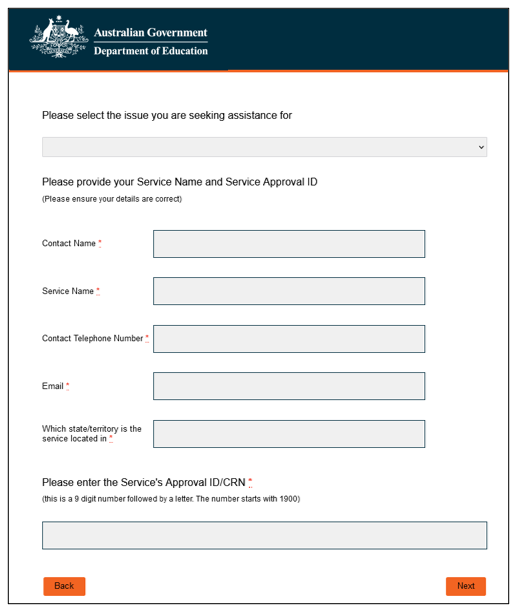 Australian Government
Department of Education
Please select the issue you are seeking assistance for
Please provide your Service Name and Service Approval ID
(Please ensure your details are correct)
Contact Name *
Service Name *
Contact Telephone Number *
Email *
Which state/territory is the
service located in *
Please enter the Service's Approval ID/CRN *
(this is a 9 digit number followed by a letter. The number starts with 1900)
Back
Next